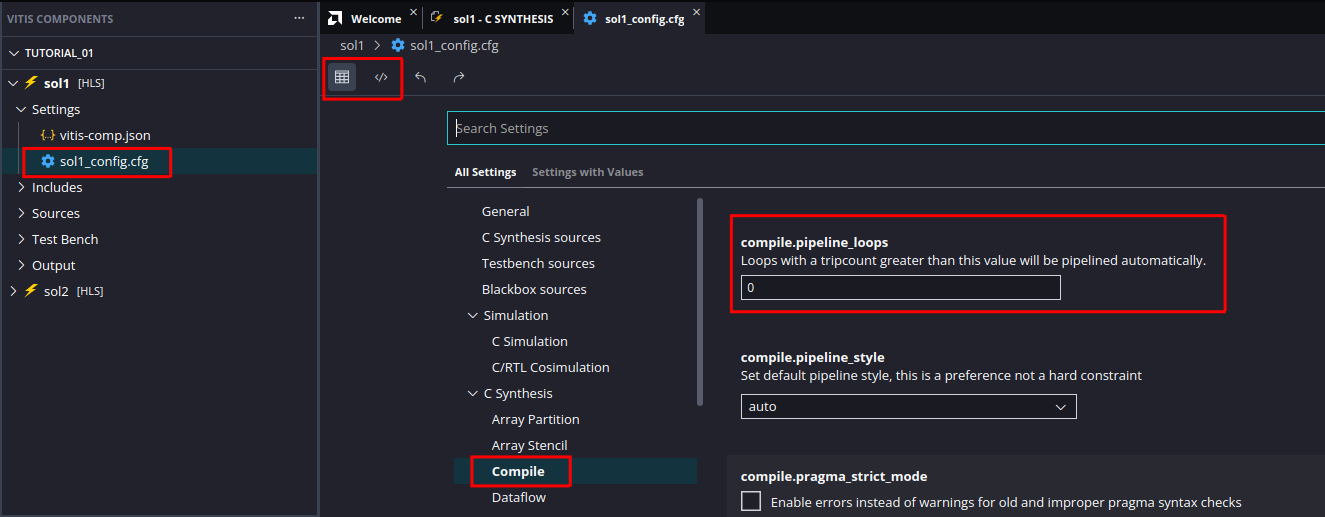 VITIS COMPONENTS
···
TUTORIAL_01
sol1 [HLS]
Settings
{..} vitis-comp.json
sol1_config.cfg
Includes
Sources
Test Bench
Output
sol2 [HLS]
Welcome ×
sol1 - C SYNTHESIS ×
sol1_config.cfg ×
sol1 > sol1_config.cfg
</>
Search Settings
All Settings
Settings with Values
General
C Synthesis sources
Testbench sources
Blackbox sources
Simulation
C Simulation
C/RTL Cosimulation
C Synthesis
Array Partition
Array Stencil
Compile
Dataflow
compile.pipeline_loops
Loops with a tripcount greater than this value will be pipelined automatically.
0
compile.pipeline_style
Set default pipeline style, this is a preference not a hard constraint
auto
compile.pragma_strict_mode
Enable errors instead of warnings for old and improper pragma syntax checks